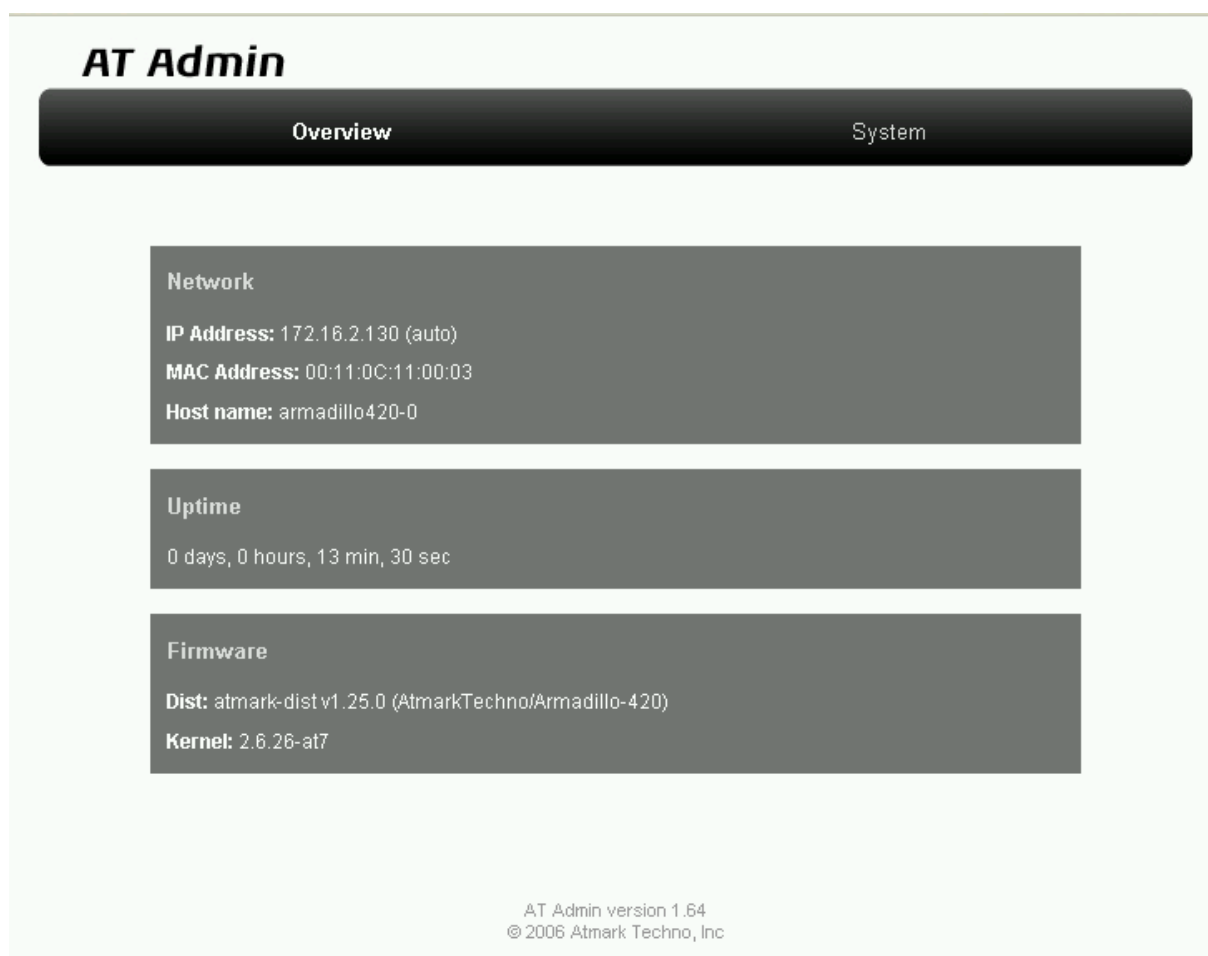 AT Admin
Overview System
Network
IP Address: 172.16.2.130 (auto)
MAC Address: 00:11:0C:11:00:03
Host name: armadillo420-0
Uptime
0 days, 0 hours, 13 min, 30 sec
Firmware
Dist: atmark-dist v1.25.0 (AtmarkTechno/Armadillo-420)
Kernel: 2.6.26-at7
AT Admin version 1.64
© 2006 Atmark Techno, Inc